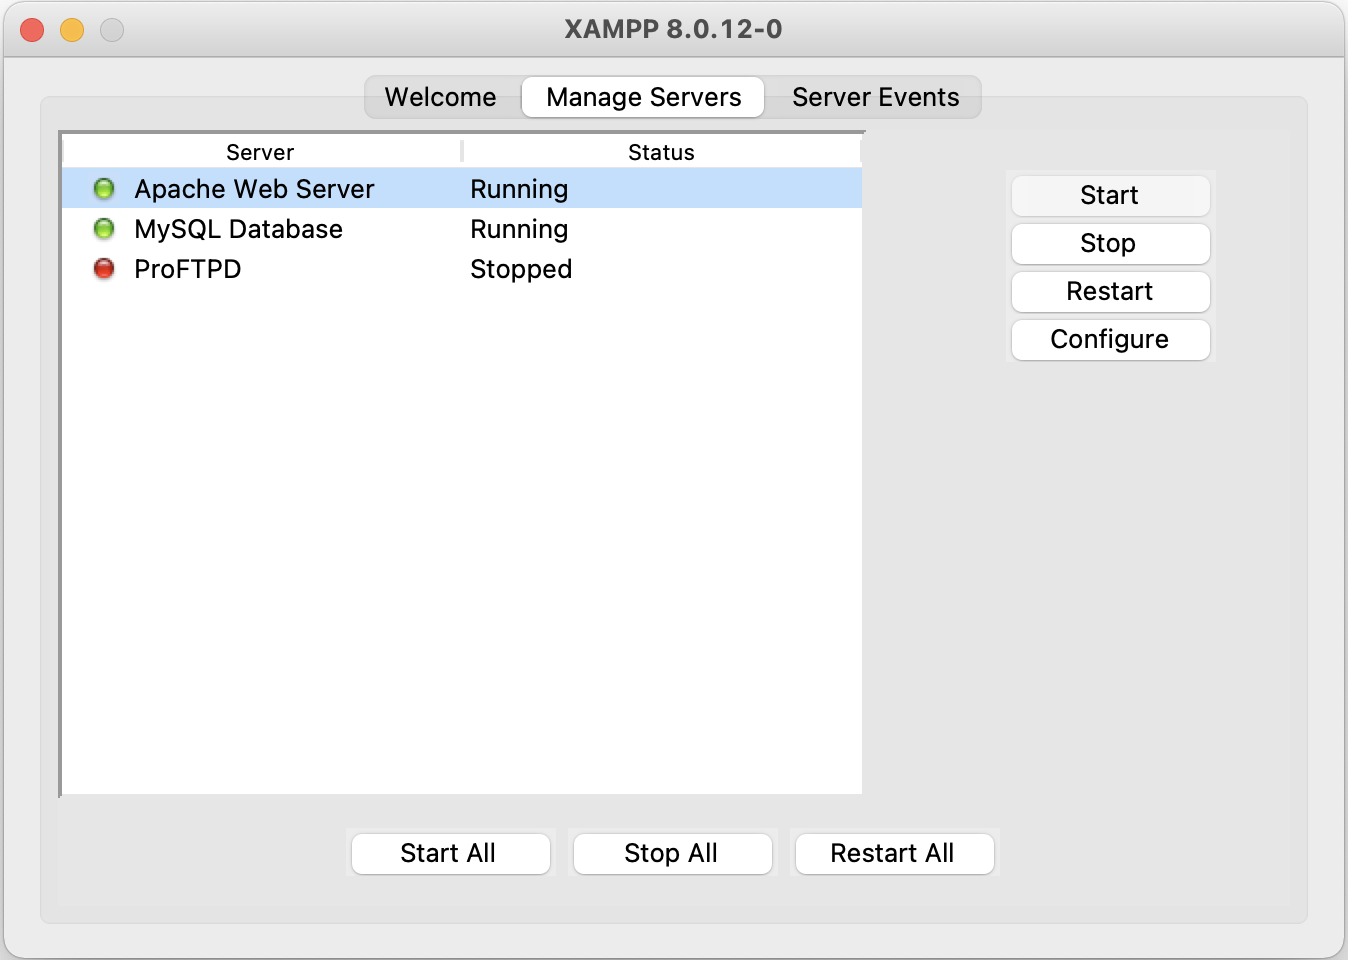 XAMPP 8.0.12-0
Welcome Manage Servers Server Events
Server Status
Apache Web Server Running
MySQL Database Running
ProFTPD Stopped
Start
Stop
Restart
Configure
Start All Stop All Restart All